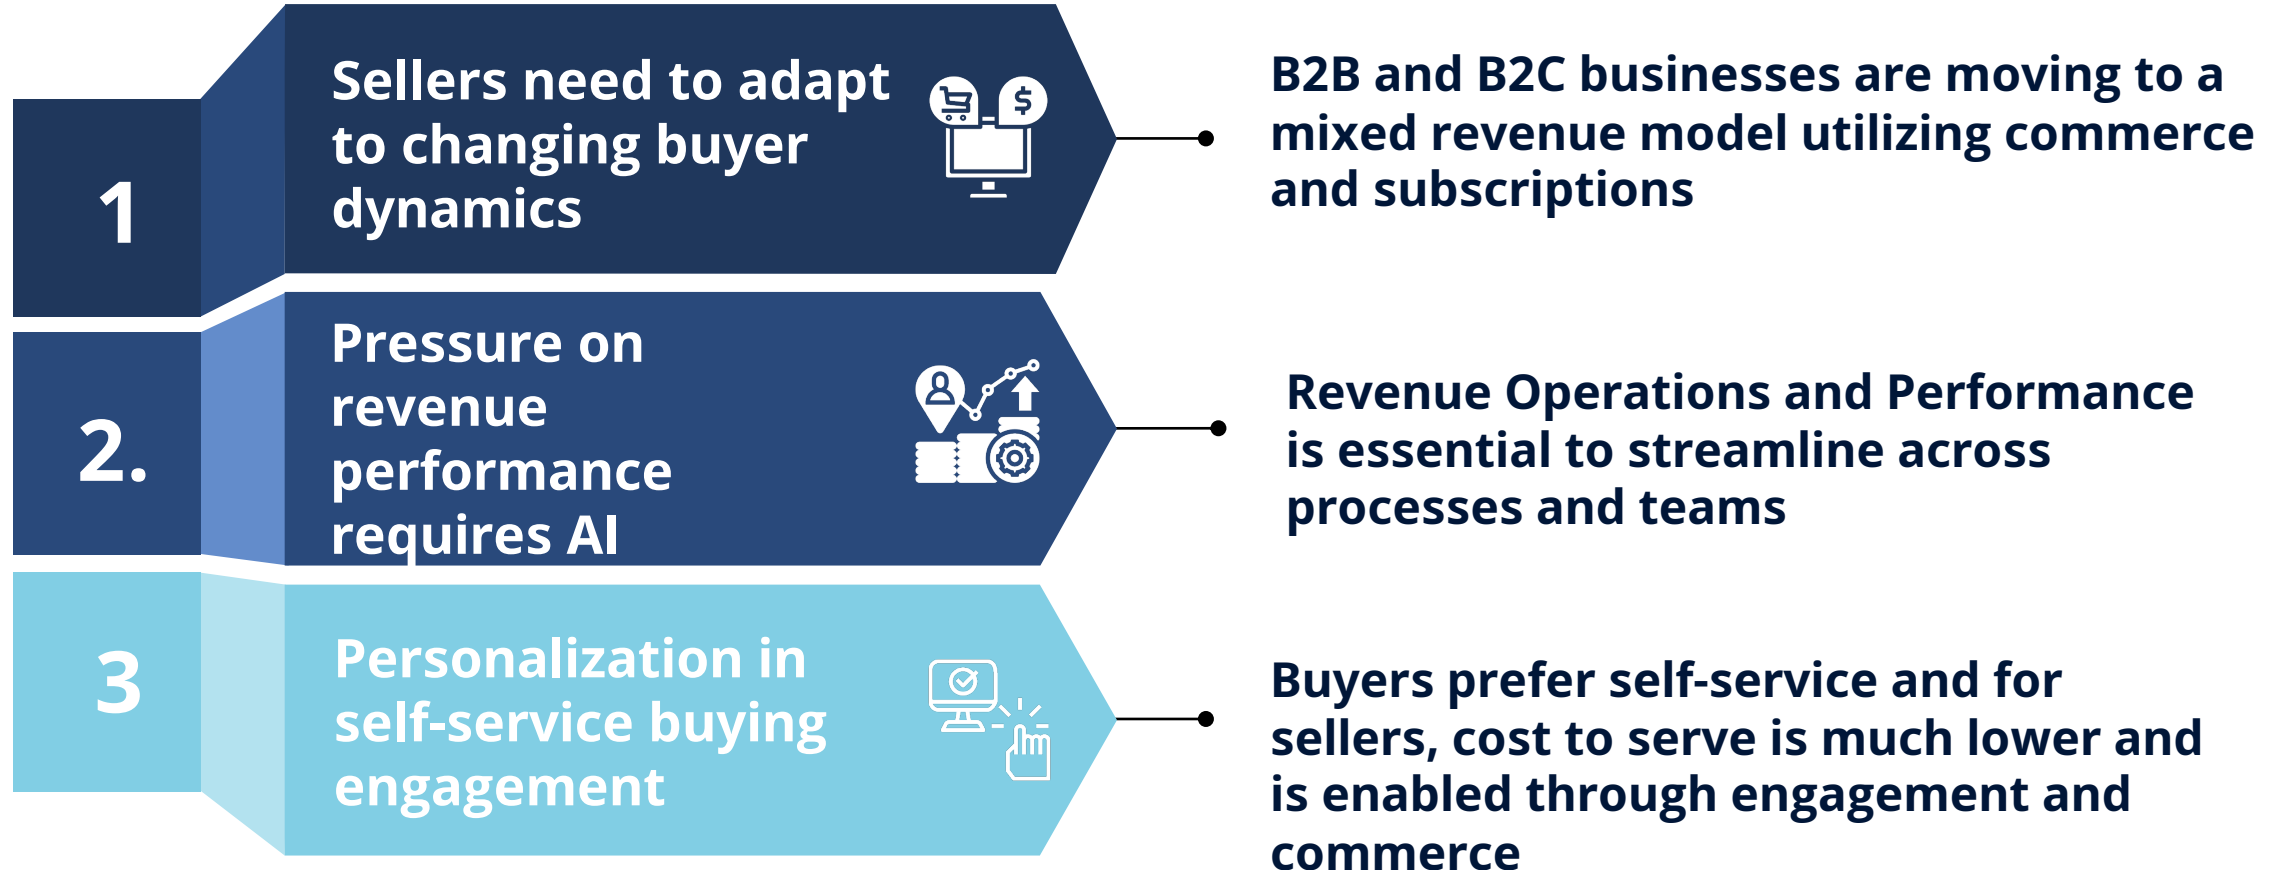 1
Sellers need to adapt
to changing buyer
dynamics
$
B2B and B2C businesses are moving to a
mixed revenue model utilizing commerce
and subscriptions
2.
Pressure on
revenue
performance
requires AI
Revenue Operations and Performance
is essential to streamline across
processes and teams
3
Personalization in
self-service buying
engagement
Buyers prefer self-service and for
sellers, cost to serve is much lower and
is enabled through engagement and
commerce